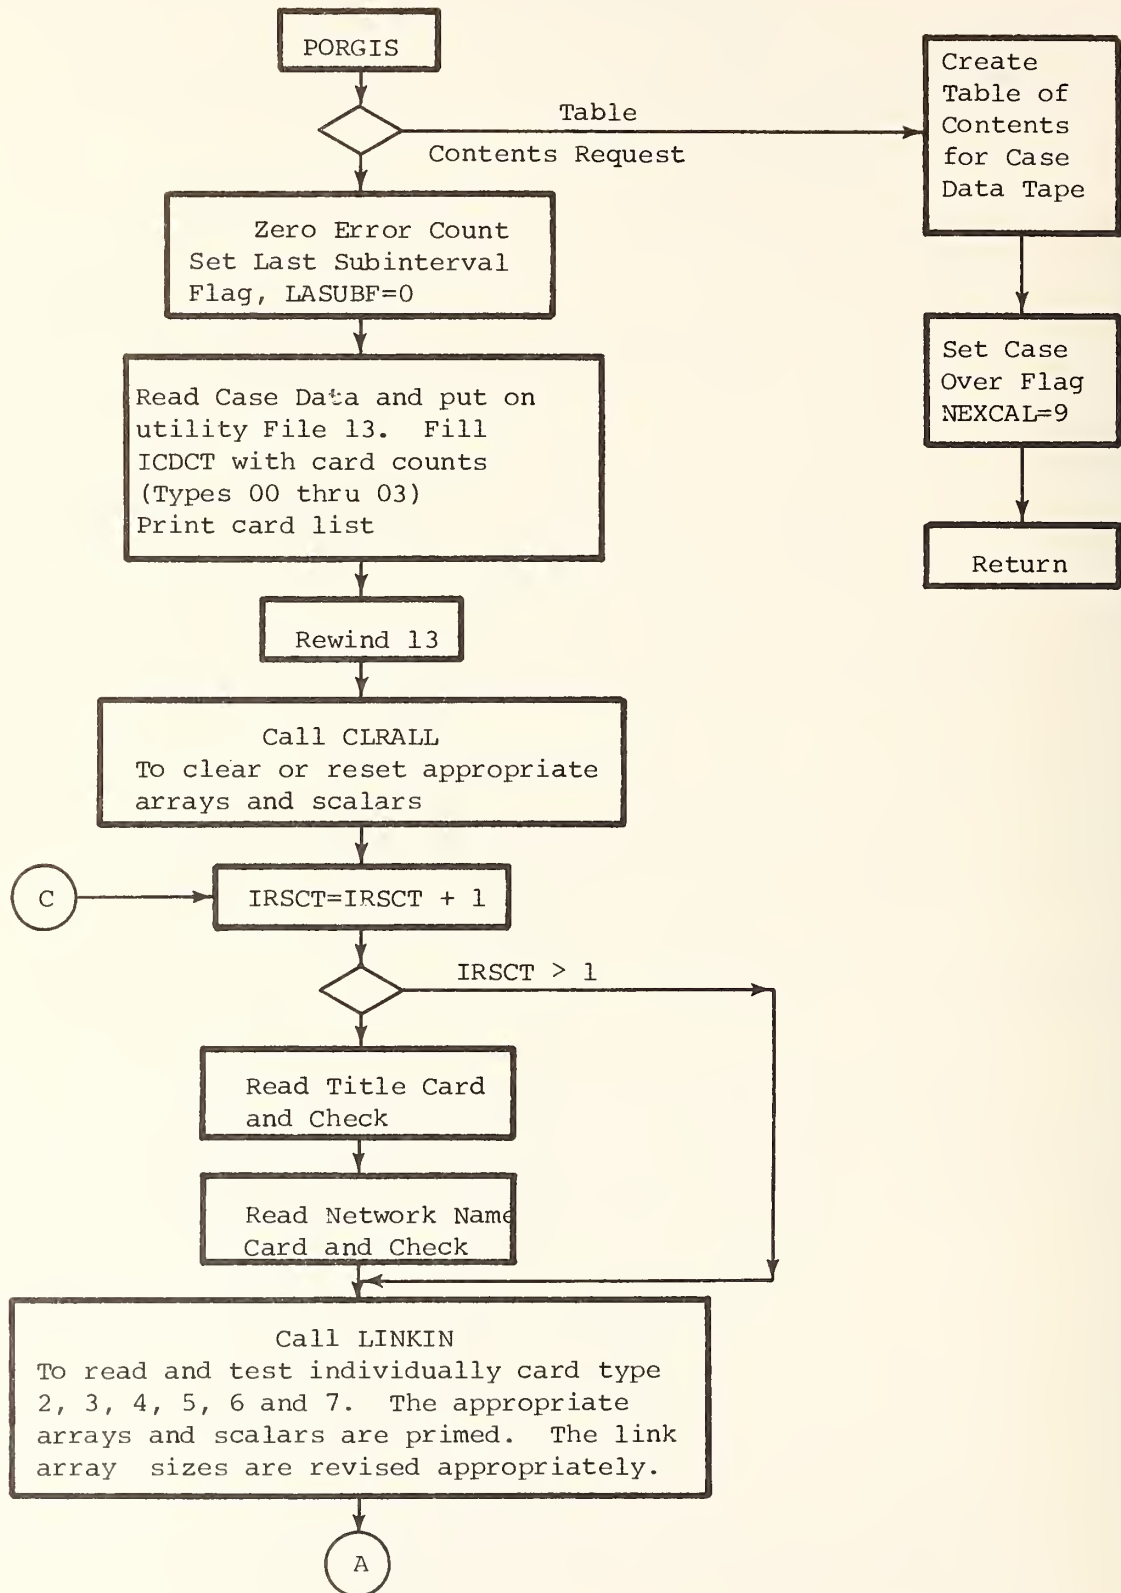 PORGIS
Table
Contents Request
Create
Table of
Contents
for Case
Data Tape
Zero Error Count
Set Last Subinterval
Flag, LASUBF=0
Set Case
Over Flag
NEXCAL=9
Read Case Data and put on
utility File 13. Fill
ICDCT with card counts
(Types 00 thru 03)
Print card list
Return
Rewind 13
Call CLRALL
To clear or reset appropriate
arrays and scalars
C
IRSCT=IRSCT + 1
IRSCT > 1
Read Title Card
and Check
Read Network Name
Card and Check
Call LINKIN
To read and test individually card type
2, 3, 4, 5, 6 and 7. The appropriate
arrays and scalars are primed. The link
array sizes are revised appropriately.
A